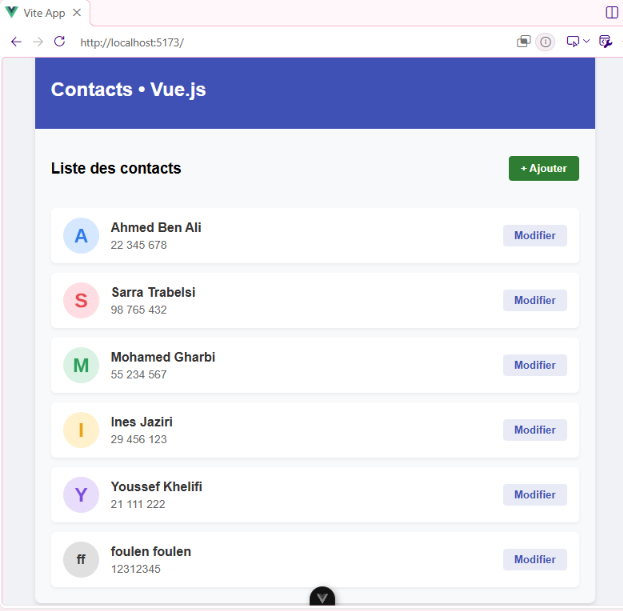 Vite App
http://localhost:5173/
Contacts • Vue.js
Liste des contacts
+ Ajouter
A
Ahmed Ben Ali
22 345 678
Modifier
S
Sarra Trabelsi
98 765 432
Modifier
M
Mohamed Gharbi
55 234 567
Modifier
I
Ines Jaziri
29 456 123
Modifier
Y
Youssef Khelifi
21 111 222
Modifier
ff
foulen foulen
12312345
Modifier